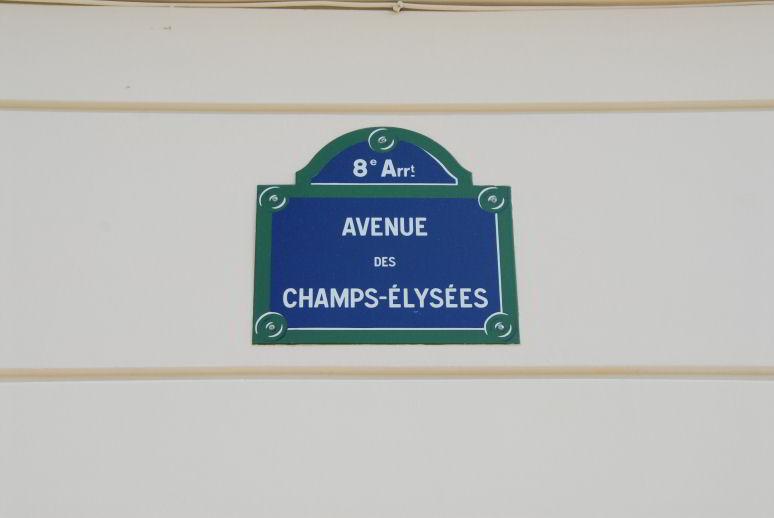 8e Arrt
AVENUE
DES
CHAMPS-ÉLYSÉES